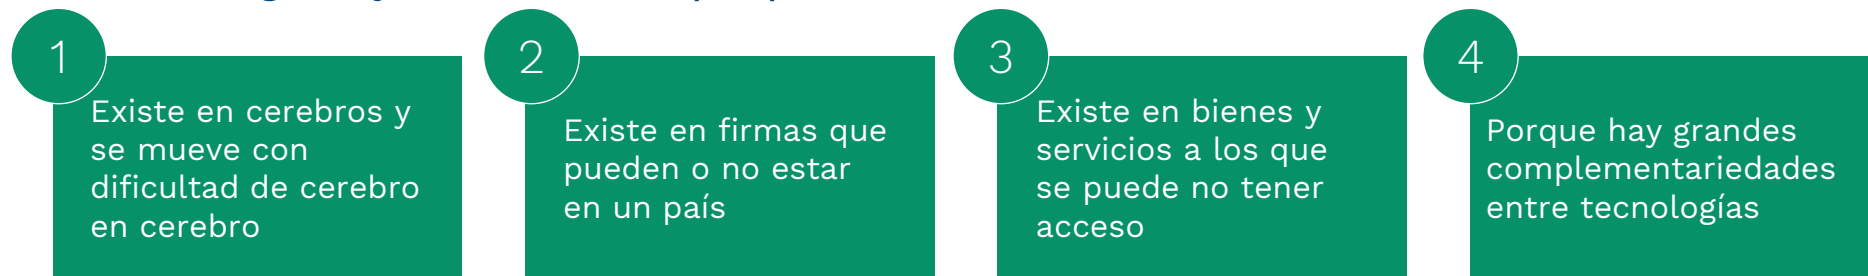 1
Existe en cerebros y
se mueve con
dificultad de cerebro
en cerebro
2
Existe en firmas que
pueden o no estar
en un país
3
Existe en bienes y
servicios a los que
se puede no tener
acceso
4
Porque hay grandes
complementariedades
entre tecnologías